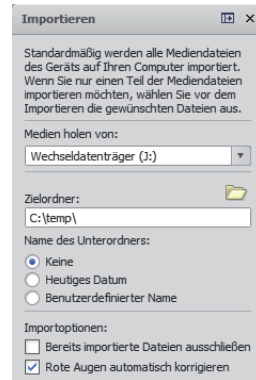 Importieren
Standardmäßig werden alle Mediendateien
des Geräts auf Ihren Computer importiert.
Wenn Sie nur einen Teil der Mediendateien
importieren möchten, wählen Sie vor dem
Importieren die gewünschten Dateien aus.
Medien holen von:
Wechseldatenträger (J:)
Zielordner:
C:\temp\
Name des Unterordners:
Keine
Heutiges Datum
Benutzerdefinierter Name
Importoptionen:
Bereits importierte Dateien ausschließen
Rote Augen automatisch korrigieren